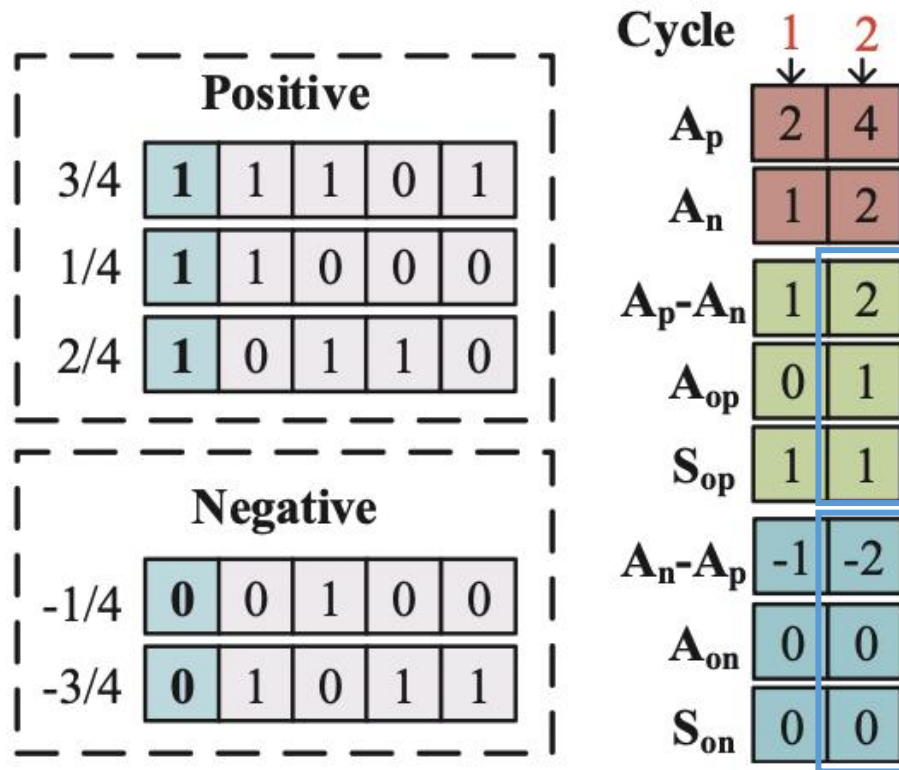 Positive
3/4 1 1 1 0 1
1/4 1 1 0 0 0
2/4 1 0 1 1 0
Negative
-1/4 0 0 1 0 0
-3/4 0 1 0 1 1
Cycle 1 2
Ap 2 4
An 1 2
Ap-An 1 2
Aop 0 1
Sop 1 1
An-Ap -1 -2
Aon 0 0
Son 0 0